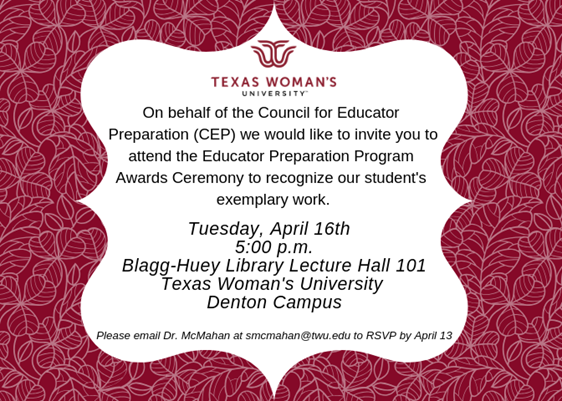 TEXAS WOMAN'S
UNIVERSITY™
On behalf of the Council for Educator
Preparation (CEP) we would like to invite you to
attend the Educator Preparation Program
Awards Ceremony to recognize our student's
exemplary work.
Tuesday, April 16th
5:00 p.m.
Blagg-Huey Library Lecture Hall 101
Texas Woman's University
Denton Campus
Please email Dr. McMahan at smcmahan@twu.edu to RSVP by April 13